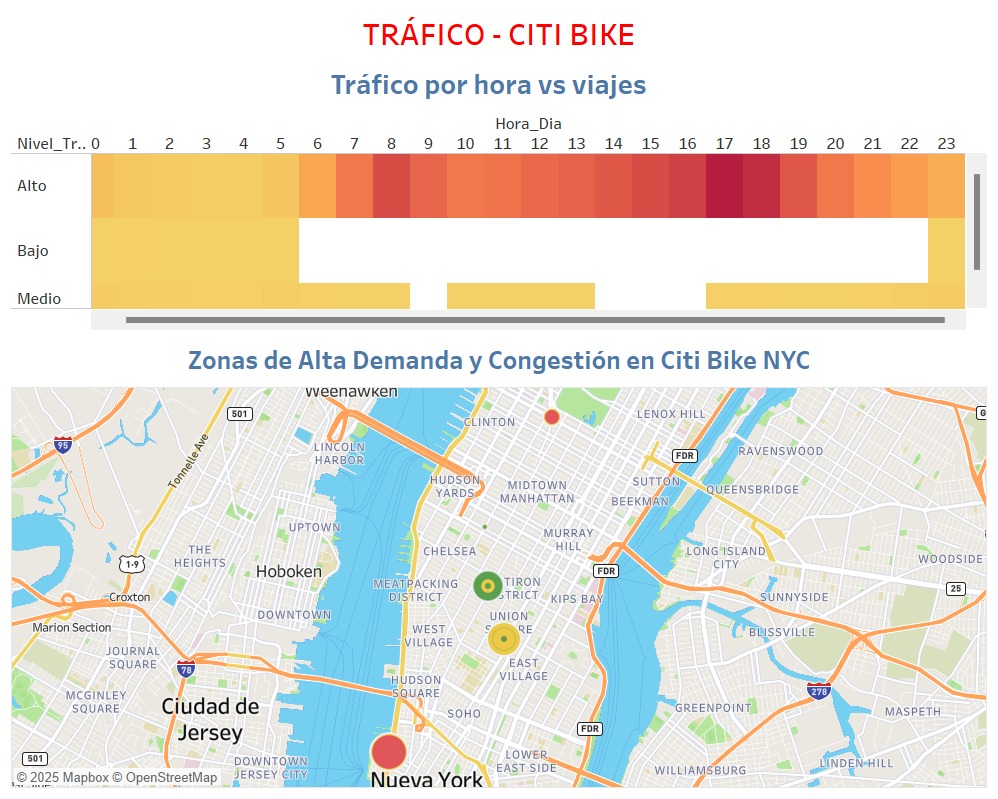 TRÁFICO - CITI BIKE
Tráfico por hora vs viajes
Hora_Dia
Nivel_Tr.. 0 1 2 3 4 5 6 7 8 9 10 11 12 13 14 15 16 17 18 19 20 21 22 23
Alto
Bajo
Medio
Zonas de Alta Demanda y Congestión en Citi Bike NYC
Weehawken
501
CLINTON
LENOX HILL
95
Tonnelle Ave
LINCOLN
HARBOR
FDR
RAVENSWOOD
HUDSON
YARDS
MIDTOWN
MANHATTAN
SUTTON
BEEKMAN
QUEENSBRIDGE
UPTOWN
MURRAY
HILL
THE
HEIGHTS
CHELSEA
LONG ISLAND
CITY
WOODSIDE
1-9
Hoboken
FDR
MEATPACKING
DISTRICT
TIRON
STRICT
KIPS BAY
25
Croxton
SUNNYSIDE
DOWNTOWN
Marion Section
WEST
VILLAGE
UNION
BLISSVILLE
JOURNAL
SQUARE
78
EAST
VILLAGE
HUDSON
SQUARE
278
MCGINLEY
SQUARE
Ciudad de
Jersey
SOHO
GREENPOINT
MASPETH
FDR
501
DOWNTOWN
JERSEY CITY
LOWER
EAST SIDE
WILLIAMSBURG
LINDEN HILL
© 2025 Mapbox © OpenStreetMap
Nueva York